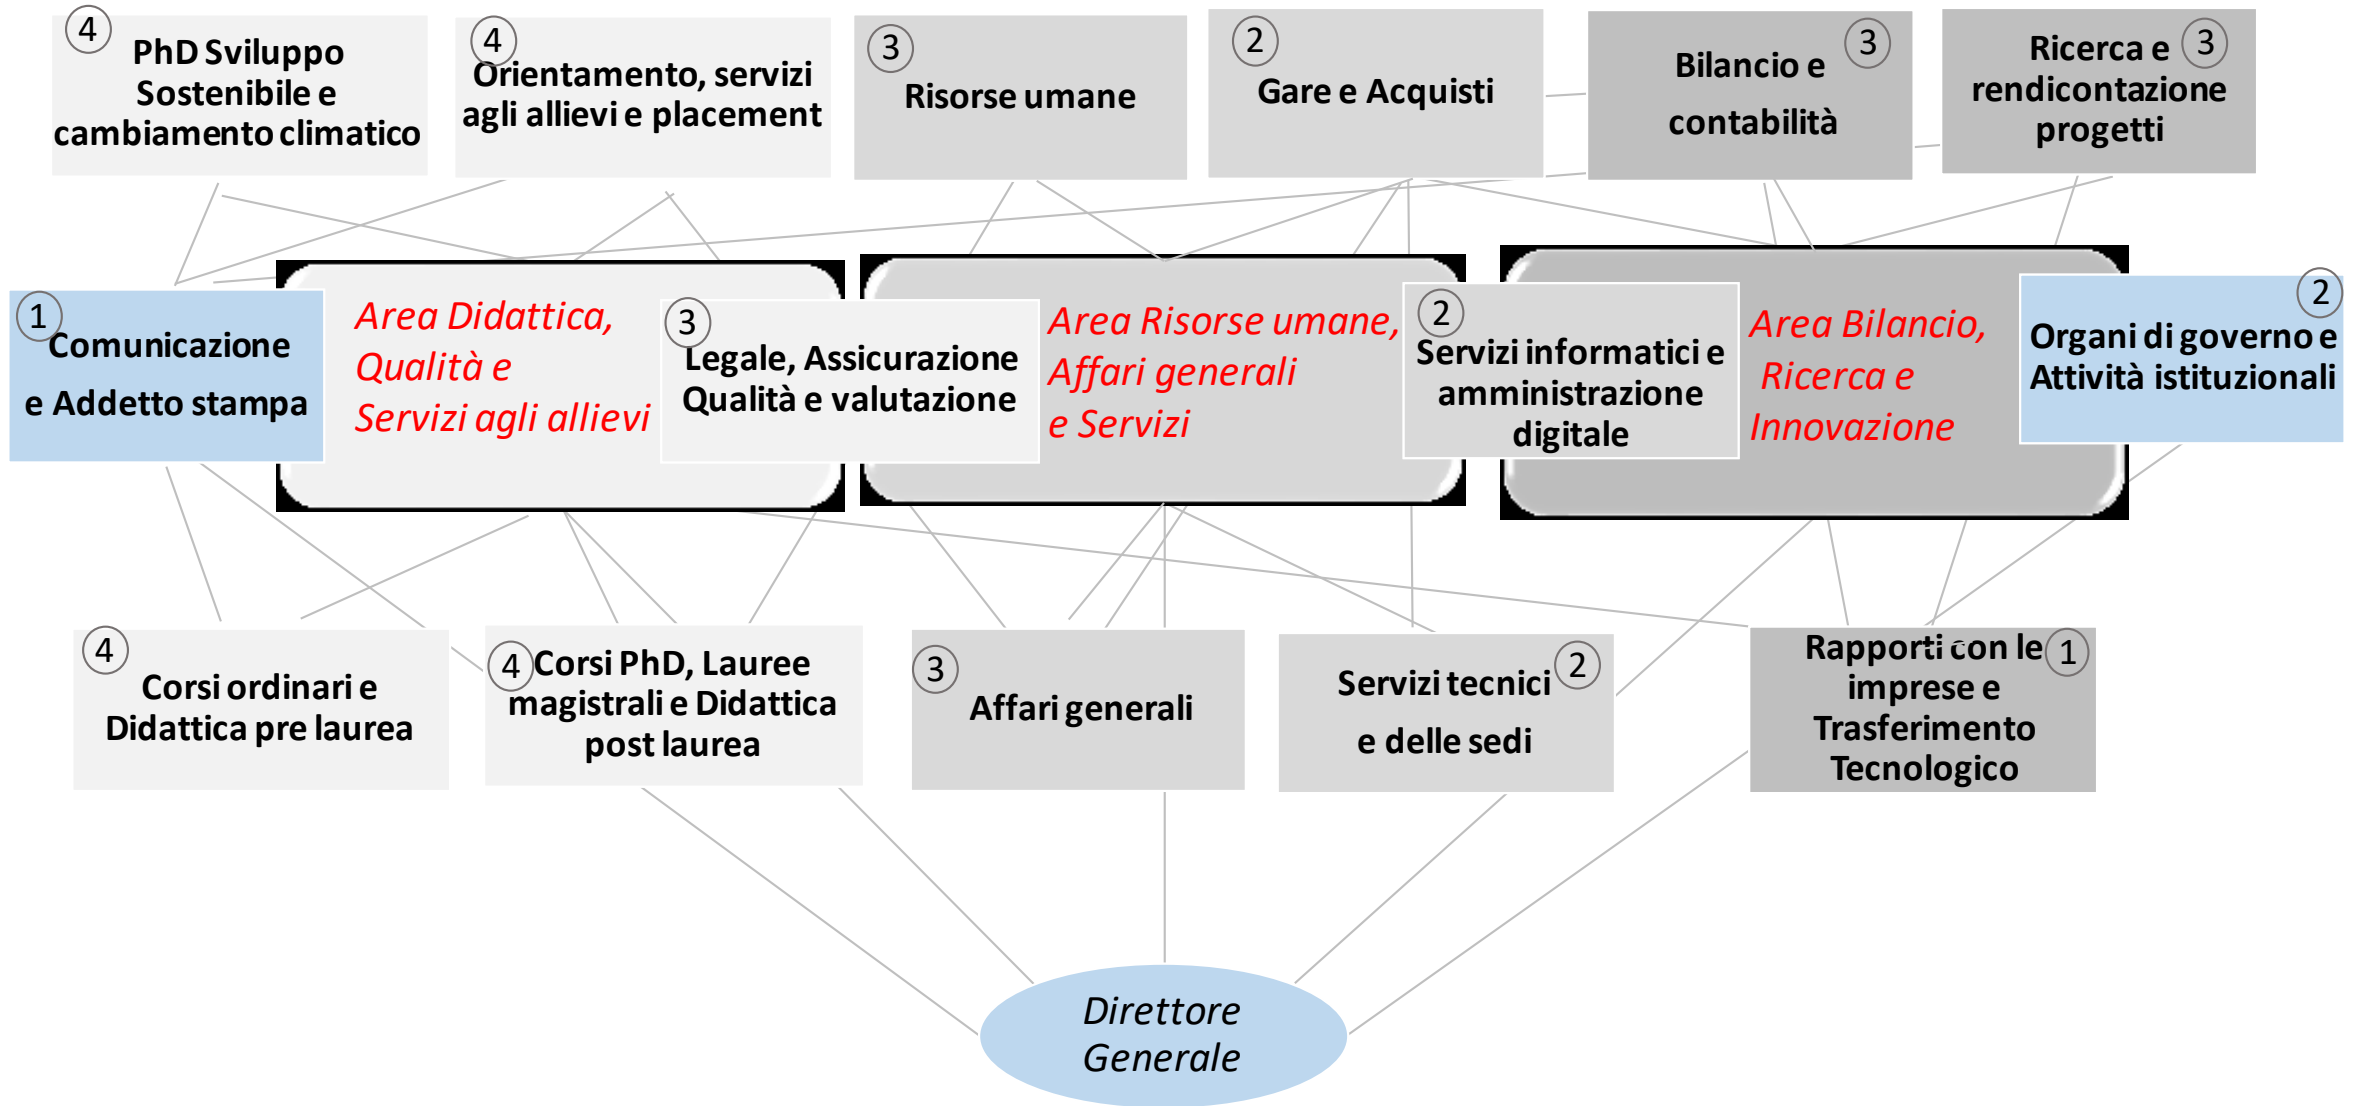 4
PhD Sviluppo
Sostenibile e
cambiamento climatico
4
Orientamento, servizi
agli allievi e placement
3
Risorse umane
2
Gare e Acquisti
3
Bilancio e
contabilità
3
Ricerca e
rendicontazione
progetti
1
Comunicazione
e Addetto stampa
Area Didattica,
Qualità e
Servizi agli allievi
3
Legale, Assicurazione
Qualità e valutazione
Area Risorse umane,
Affari generali
e Servizi
2
Servizi informatici e
amministrazione
digitale
Area Bilancio,
Ricerca e
Innovazione
2
Organi di governo e
Attività istituzionali
4
Corsi ordinari e
Didattica pre laurea
4
Corsi PhD, Lauree
magistrali e Didattica
post laurea
3
Affari generali
2
Servizi tecnici
e delle sedi
1
Rapporti con le
imprese e
Trasferimento
Tecnologico
Direttore
Generale